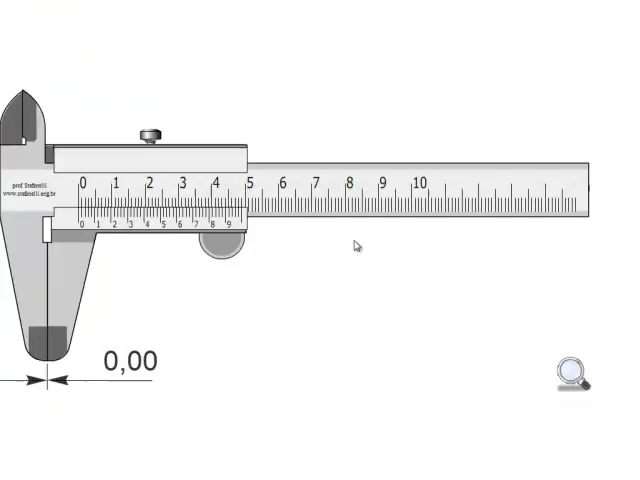 prof. Stefanelli
www.stefanelli.eng.br
0 1 2 3 4 5 6 7 8 9 10
0 1 2 3 4 5 6 7 8 9
0,00